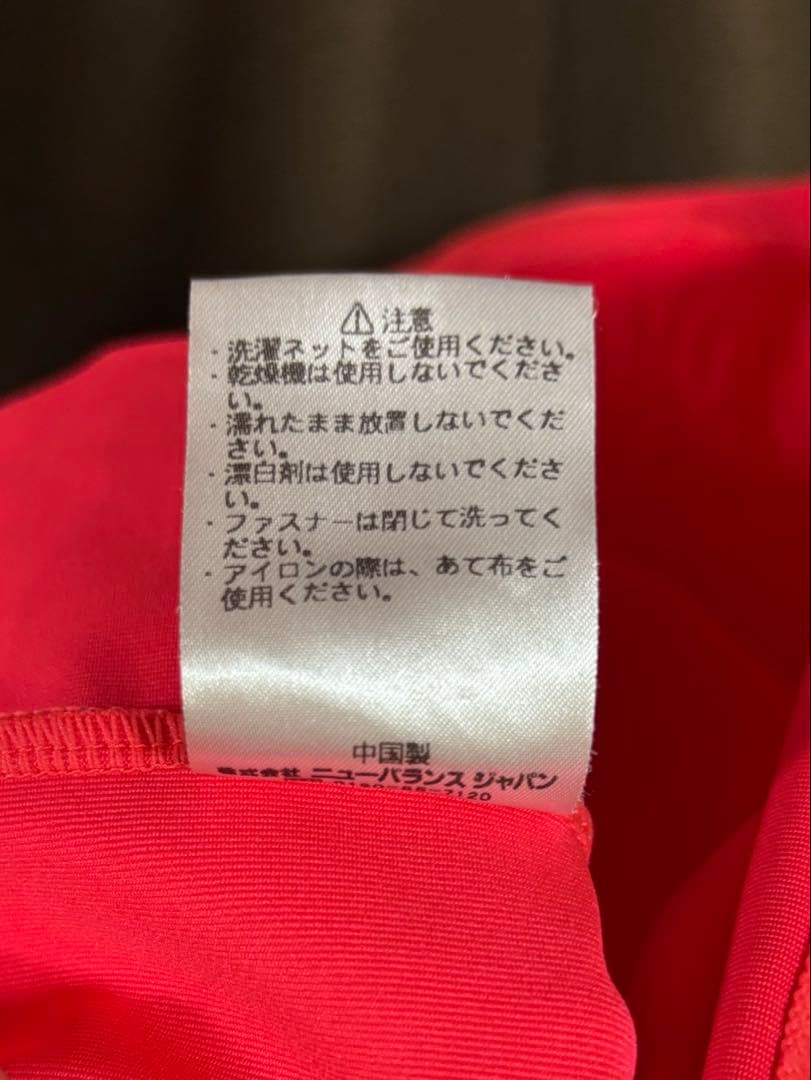 ⚠注意
・洗濯ネットをご使用ください。
・乾燥機は使用しないでくださ
い。
・濡れたまま放置しないでくだ
さい。
・漂白剤は使用しないでくださ
い。
・ファスナーは閉じて洗ってく
ださい。
・アイロンの際は、あて布をご
使用ください。
中国製
株式会社 ニューバランス ジャパン
7120